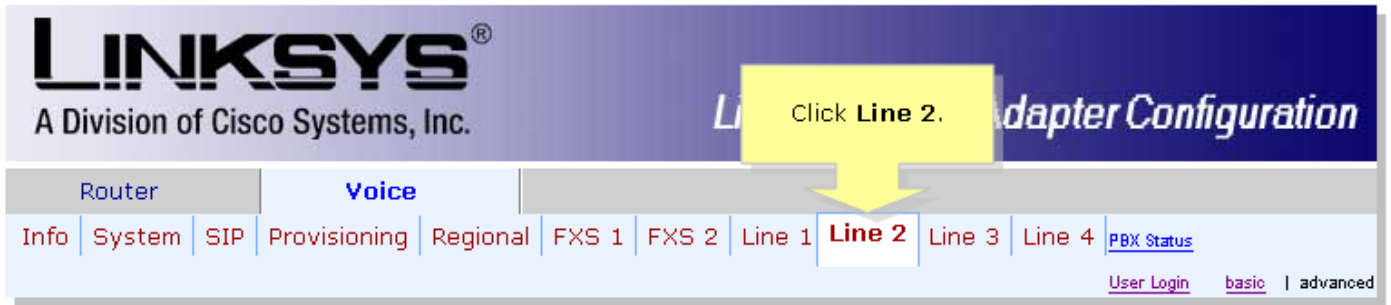 LINKSYS®
A Division of Cisco Systems, Inc.
Click Line 2.
Adapter Configuration
Router Voice
Info System SIP Provisioning Regional FXS 1 FXS 2 Line 1 Line 2 Line 3 Line 4 PBX Status
User Login basic | advanced